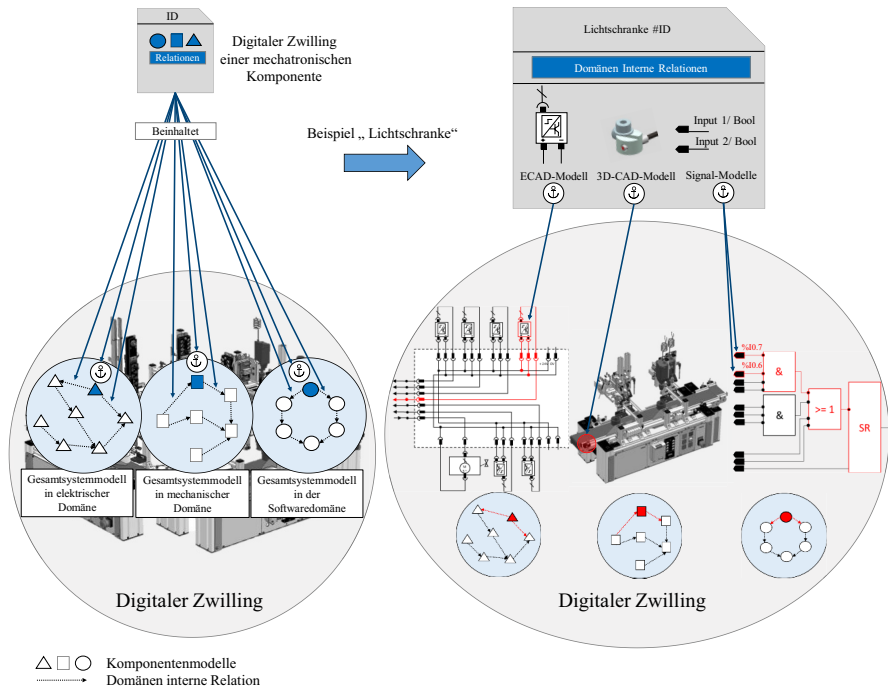 ID
Relationen
Digitaler Zwilling
einer mechatronischen
Komponente
Beinhaltet
Beispiel „ Lichtschranke“
Lichtschranke #ID
Domänen Interne Relationen
Input 1/ Bool
Input 2/ Bool
ECAD-Modell
3D-CAD-Modell
Signal-Modelle
Gesamtsystemmodell
in elektrischer
Domäne
Gesamtsystemmodell
in mechanischer
Domäne
Gesamtsystemmodell
in der
Softwaredomäne
Digitaler Zwilling
%I0.7
%I0.6
&
&
>= 1
SR
M
Digitaler Zwilling
Komponentenmodelle
Domänen interne Relation